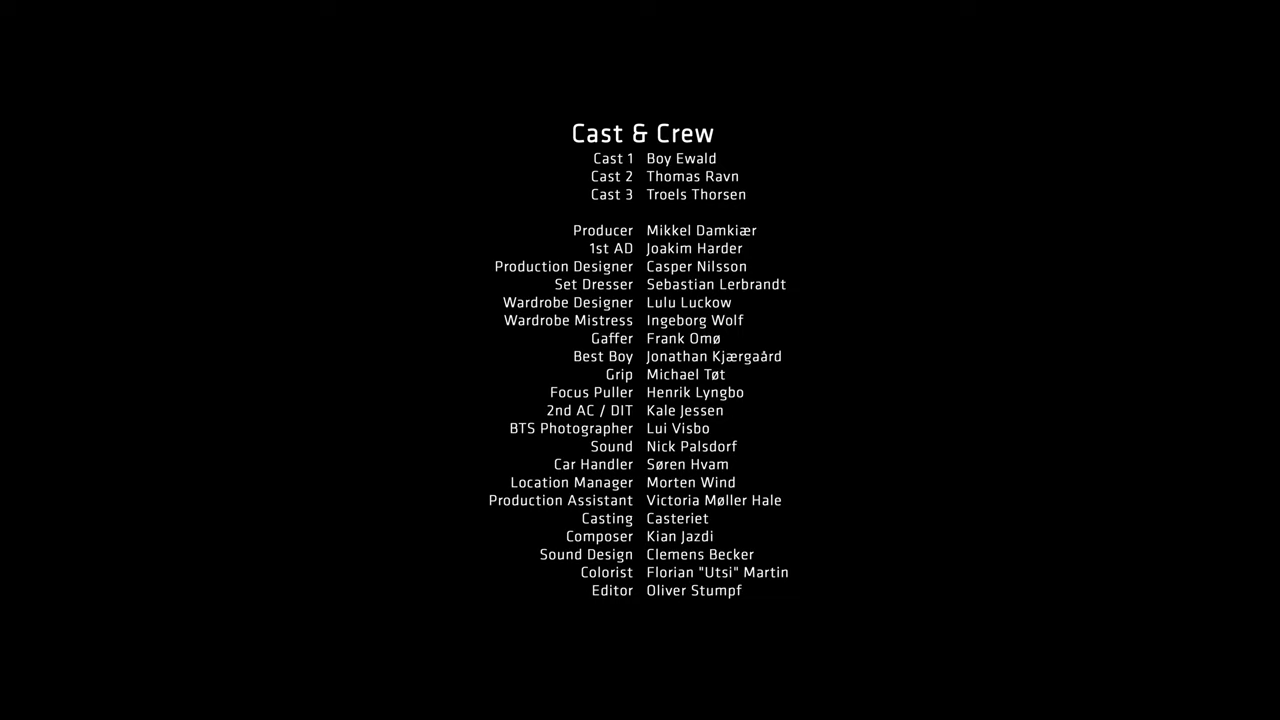 Cast & Crew
Cast 1 Boy Ewald
Cast 2 Thomas Ravn
Cast 3 Troels Thorsen
Producer Mikkel Damkiær
1st AD Joakim Harder
Production Designer Casper Nilsson
Set Dresser Sebastian Lerbrandt
Wardrobe Designer Lulu Luckow
Wardrobe Mistress Ingeborg Wolf
Gaffer Frank Omø
Best Boy Jonathan Kjærgaård
Grip Michael Tøt
Focus Puller Henrik Lyngbo
2nd AC / DIT Kale Jessen
BTS Photographer Lui Visbo
Sound Nick Palsdorf
Car Handler Søren Hvam
Location Manager Morten Wind
Production Assistant Victoria Møller Hale
Casting Casteriet
Composer Kian Jazdi
Sound Design Clemens Becker
Colorist Florian "Utsi" Martin
Editor Oliver Stumpf